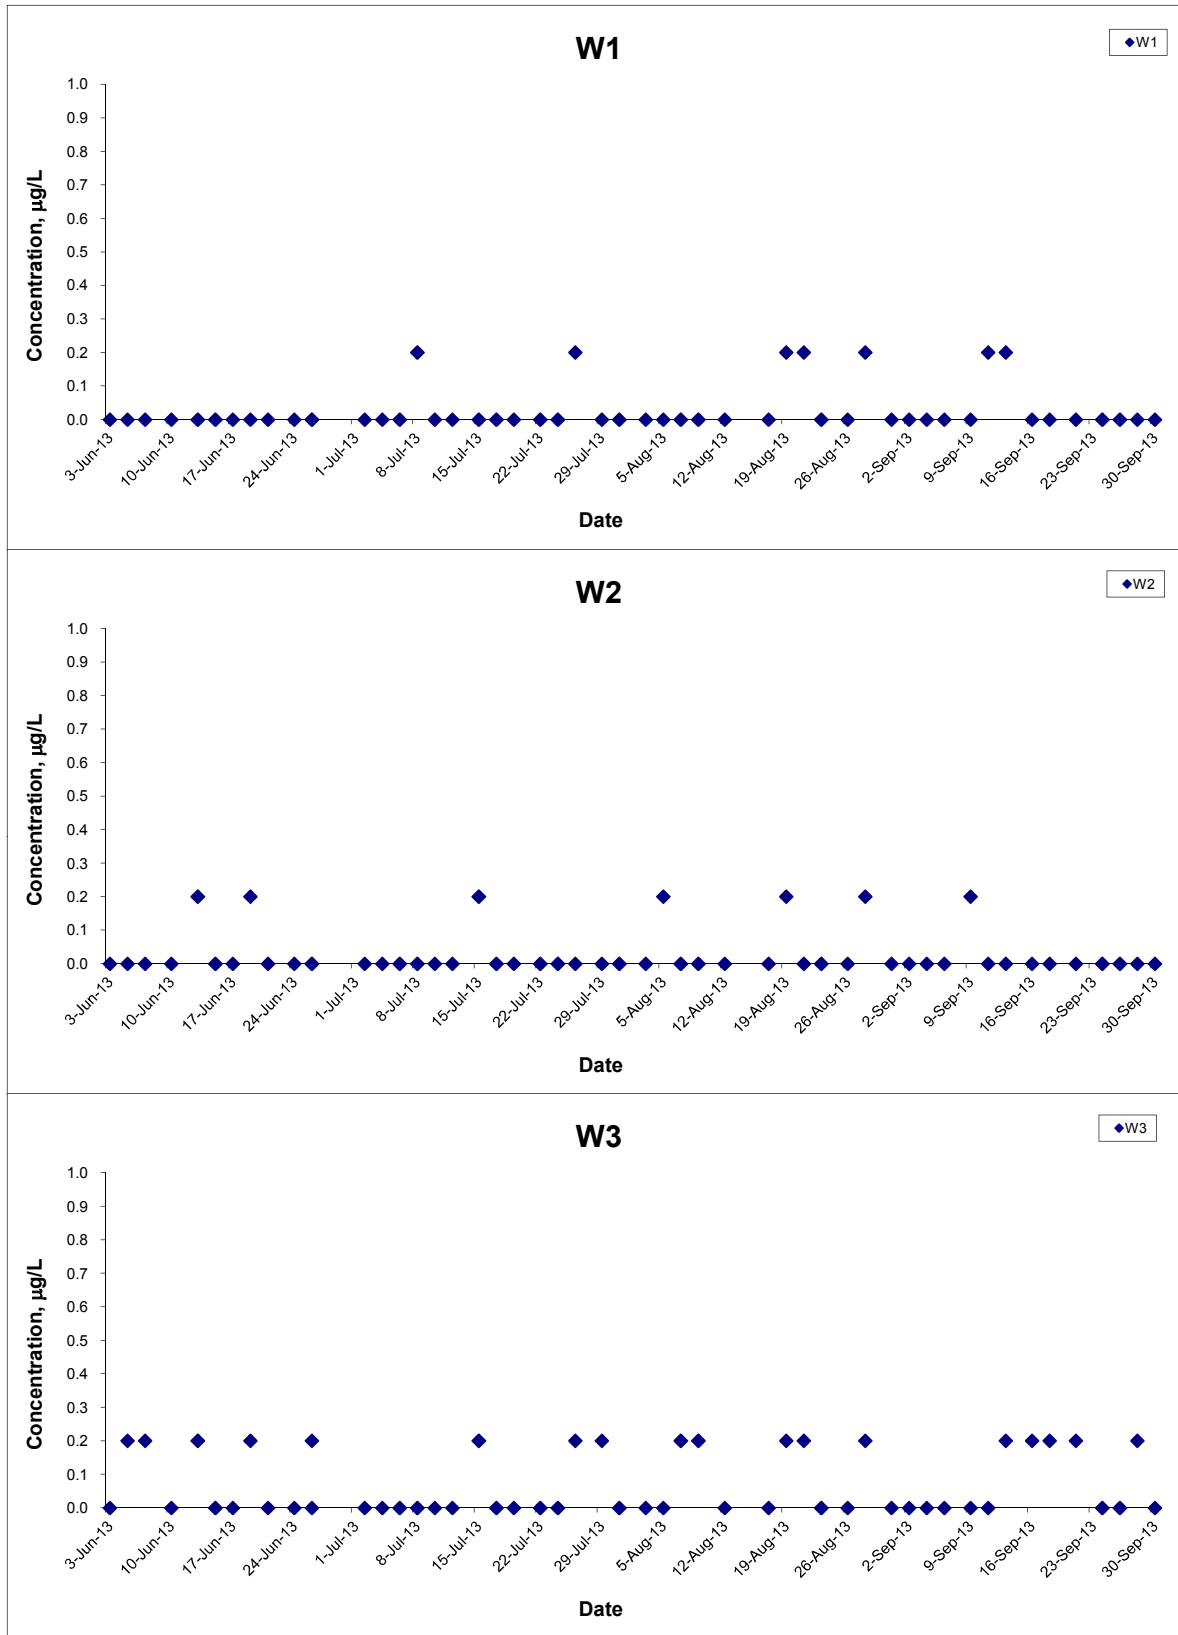 W1
W1
1.0
0.9
0.8
0.7
0.6
0.5
0.4
0.3
0.2
0.1
0.0
Concentration, µg/L
3-Jun-13
10-Jun-13
17-Jun-13
24-Jun-13
1-Jul-13
8-Jul-13
15-Jul-13
22-Jul-13
29-Jul-13
5-Aug-13
12-Aug-13
19-Aug-13
26-Aug-13
2-Sep-13
9-Sep-13
16-Sep-13
23-Sep-13
30-Sep-13
Date
W2
W2
1.0
0.9
0.8
0.7
0.6
0.5
0.4
0.3
0.2
0.1
0.0
Concentration, µg/L
3-Jun-13
10-Jun-13
17-Jun-13
24-Jun-13
1-Jul-13
8-Jul-13
15-Jul-13
22-Jul-13
29-Jul-13
5-Aug-13
12-Aug-13
19-Aug-13
26-Aug-13
2-Sep-13
9-Sep-13
16-Sep-13
23-Sep-13
30-Sep-13
Date
W3
W3
1.0
0.9
0.8
0.7
0.6
0.5
0.4
0.3
0.2
0.1
0.0
Concentration, µg/L
3-Jun-13
10-Jun-13
17-Jun-13
24-Jun-13
1-Jul-13
8-Jul-13
15-Jul-13
22-Jul-13
29-Jul-13
5-Aug-13
12-Aug-13
19-Aug-13
26-Aug-13
2-Sep-13
9-Sep-13
16-Sep-13
23-Sep-13
30-Sep-13
Date